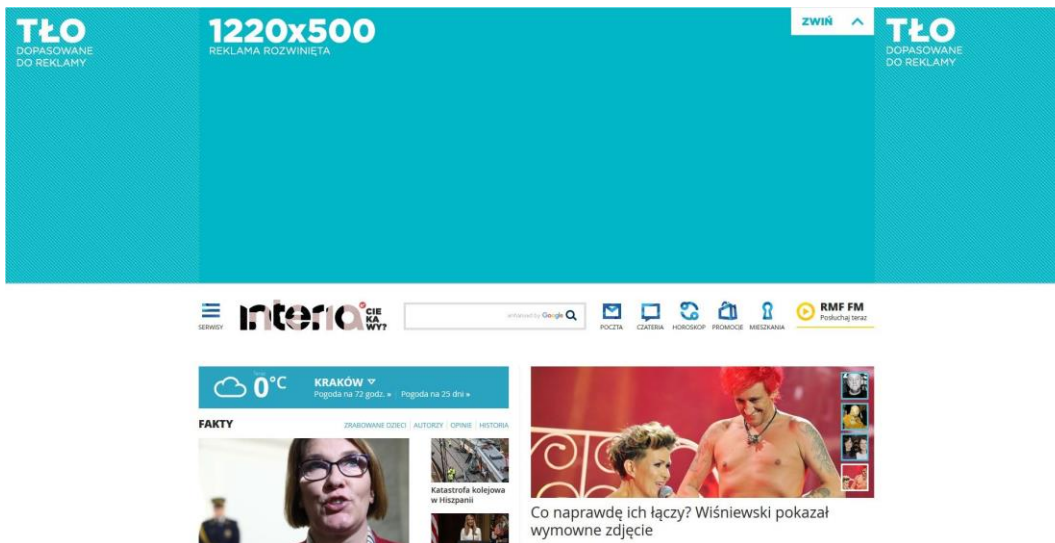 TŁO
DOPASOWANE
DO REKLAMY
1220x500
REKLAMA ROZWINIĘTA
ZWIŃ
TŁO
DOPASOWANE
DO REKLAMY
SERWISY
interia CIE
KA
WY?
enhanced by Google
POCZTA CZATERIA HOROSKOP PROMOCJE MIESZKANIA
RMF FM
Posłuchaj teraz
Teraz
0°C
KRAKÓW
Pogoda na 72 godz. » | Pogoda na 25 dni »
FAKTY
ZRABOWANE DZIECI | AUTORZY | OPINIE | HISTORIA
Katastrofa kolejowa
w Hiszpanii
Co naprawdę ich łączy? Wiśniewski pokazał
wymowne zdjęcie